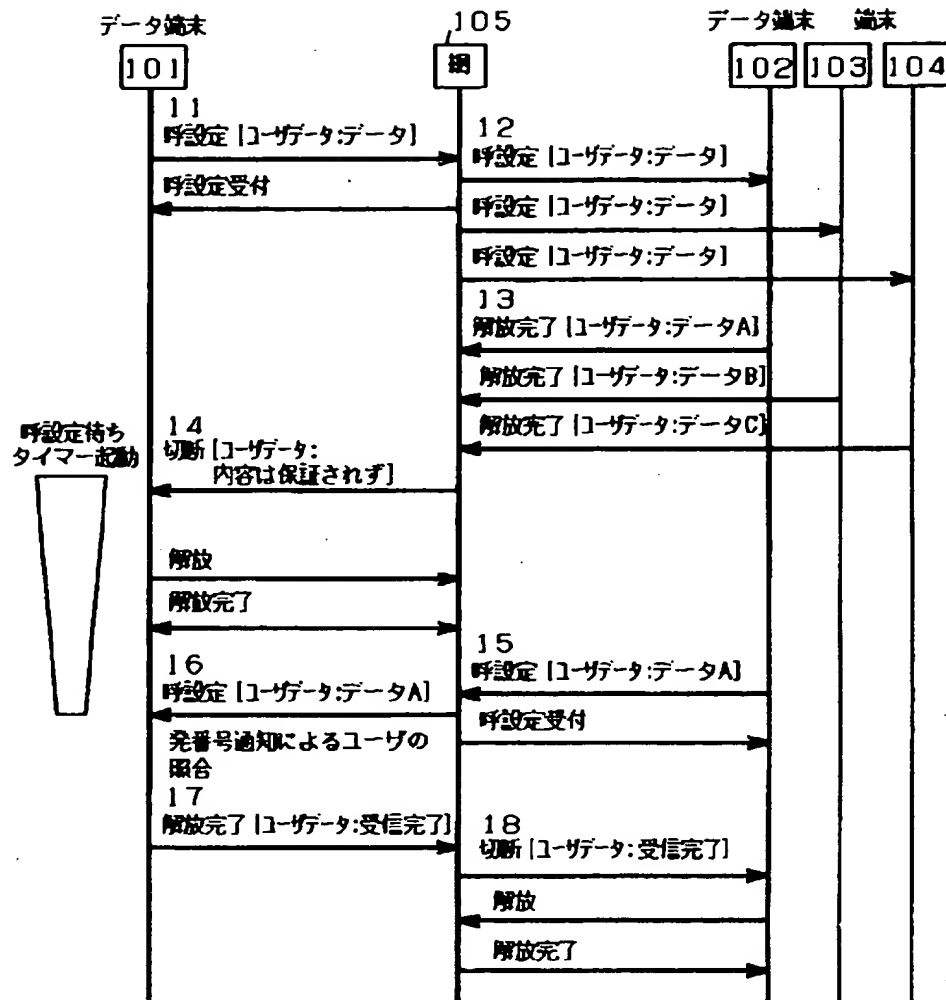 データ端末
105
データ端末
端末
101
網
102
103
104
11
呼設定 [ユーザデータ:データ]
12
呼設定 [ユーザデータ:データ]
呼設定受付
呼設定 [ユーザデータ:データ]
呼設定 [ユーザデータ:データ]
13
解放完了 [ユーザデータ:データA]
解放完了 [ユーザデータ:データB]
解放完了 [ユーザデータ:データC]
呼設定待ち
タイマー起動
14
切断 [ユーザデータ:
内容は保証されず]
解放
解放完了
15
呼設定 [ユーザデータ:データA]
16
呼設定 [ユーザデータ:データA]
呼設定受付
発番号通知によるユーザの
照合
17
解放完了 [ユーザデータ:受信完了]
18
切断 [ユーザデータ:受信完了]
解放
解放完了